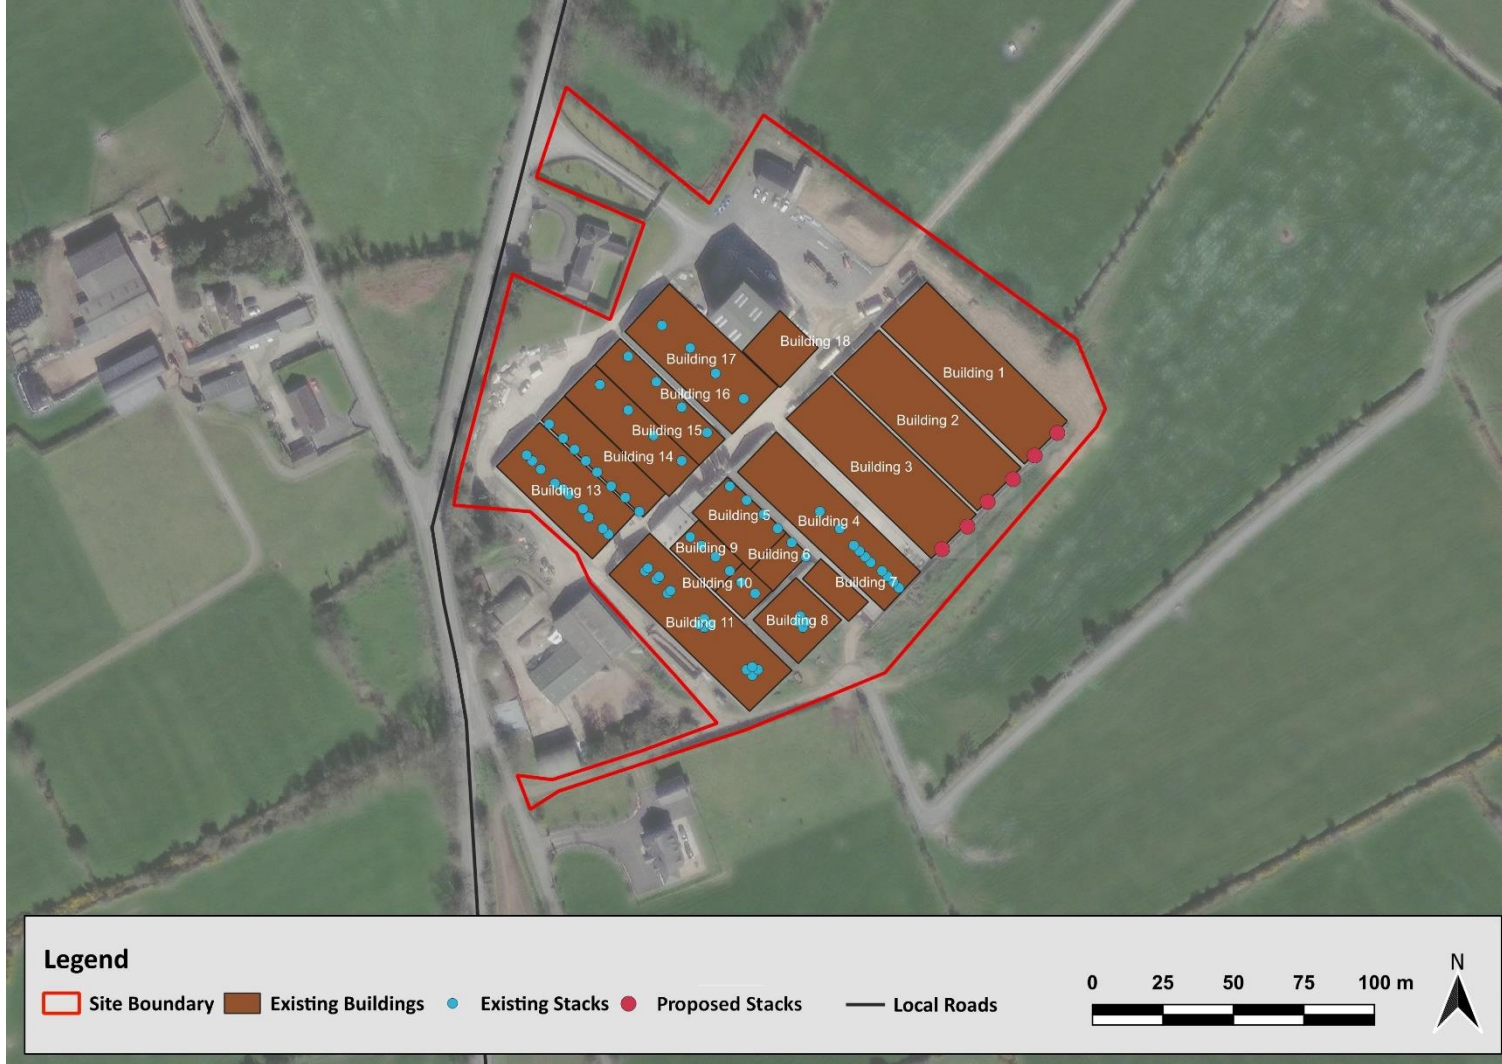 Building 18
Building 17
Building 1
Building 16
Building 2
Building 15
Building 14
Building 3
Building 13
Building 5
Building 4
Building 9
Building 6
Building 10
Building 7
Building 11
Building 8
Legend
Site Boundary
Existing Buildings
Existing Stacks
Proposed Stacks
Local Roads
0 25 50 75 100 m
N